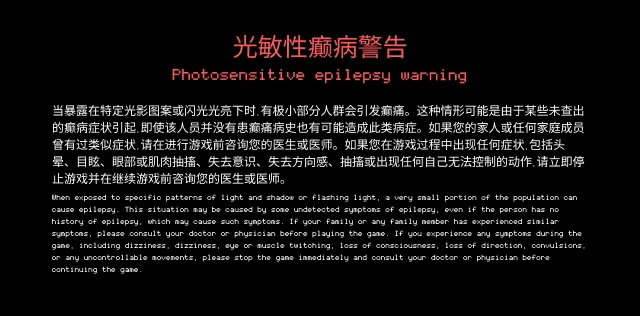 光敏性癫病警告
Photosensitive epilepsy warning
当暴露在特定光影图案或闪光光亮下时,有极小部分人群会引发癫痛。这种情形可能是由于某些未查出
的癫病症状引起,即使该人员并没有患癫痛病史也有可能造成此类病症。如果您的家人或任何家庭成员
曾有过类似症状,请在进行游戏前咨询您的医生或医师。如果您在游戏过程中出现任何症状,包括头
晕、目眩、眼部或肌肉抽搐、失去意识、失去方向感、抽搐或出现任何自己无法控制的动作,请立即停
止游戏并在继续游戏前咨询您的医生或医师。
When exposed to specific patterns of light and shadow or flashing light, a very small portion of the population can
cause epilepsy. This situation may be caused by some undetected symptoms of epilepsy, even if the person has no
history of epilepsy, which may cause such symptoms. If your family or any family member has experienced similar
symptoms, please consult your doctor or physician before playing the game. If you experience any symptoms during the
game, including dizziness, dizziness, eye or muscle twitching, loss of consciousness, loss of direction, convulsions,
or any uncontrollable movements, please stop the game immediately and consult your doctor or physician before
continuing the game.